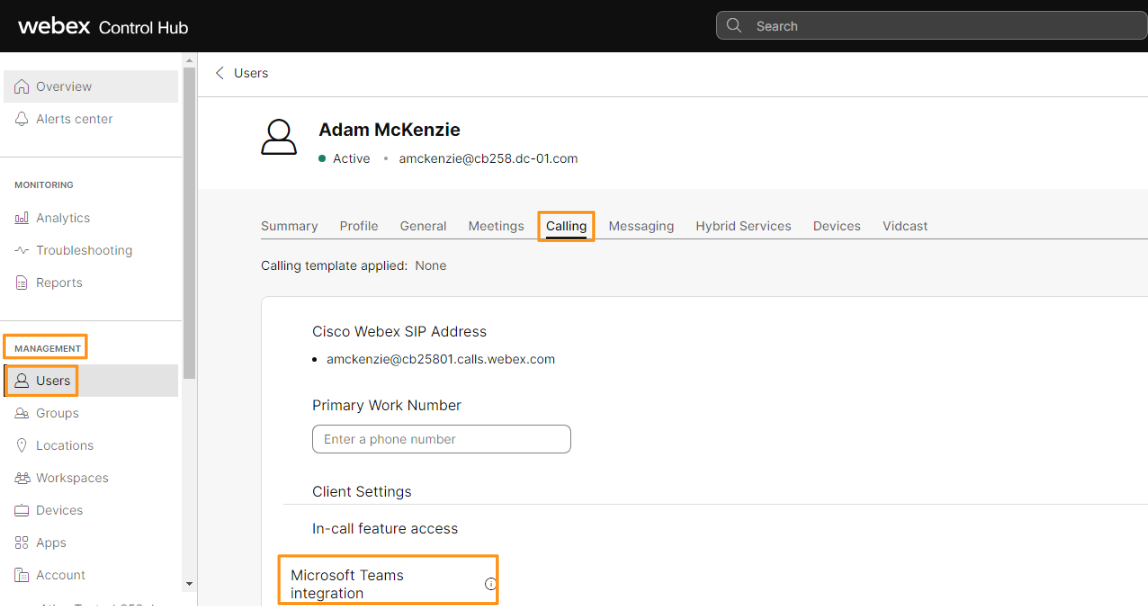 webex Control Hub
Search
Overview
Alerts center
MONITORING
Analytics
Troubleshooting
Reports
MANAGEMENT
Users
Groups
Locations
Workspaces
Devices
Apps
Account
Users
Adam McKenzie
Active • amckenzie@cb258.dc-01.com
Summary Profile General Meetings Calling Messaging Hybrid Services Devices Vidcast
Calling template applied: None
Cisco Webex SIP Address
• amckenzie@cb25801.calls.webex.com
Primary Work Number
Enter a phone number
Client Settings
In-call feature access
Microsoft Teams
integration